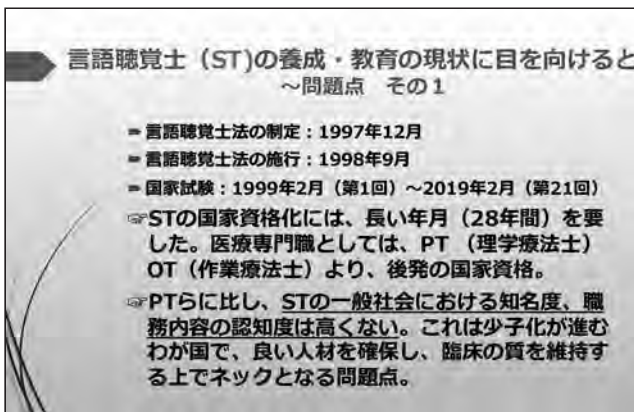 言語聴覚士（ST)の養成・教育の現状に目を向けると
～問題点　その１
言語聴覚士法の制定：1997年12月
言語聴覚士法の施行：1998年9月
国家試験：1999年2月（第1回）～2019年2月（第21回）
☞STの国家資格化には、長い年月（28年間）を要
した。医療専門職としては、PT （理学療法士）
OT（作業療法士）より、後発の国家資格。
☞PTらに比し、STの一般社会における知名度、職
務内容の認知度は高くない。これは少子化が進む
わが国で、良い人材を確保し、臨床の質を維持す
る上でネックとなる問題点。